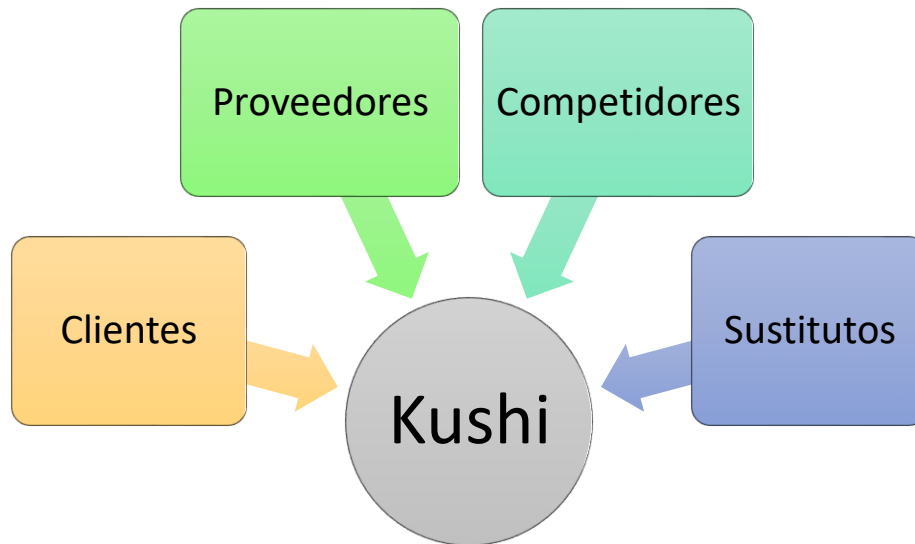 Proveedores
Competidores
Clientes
Sustitutos
Kushi